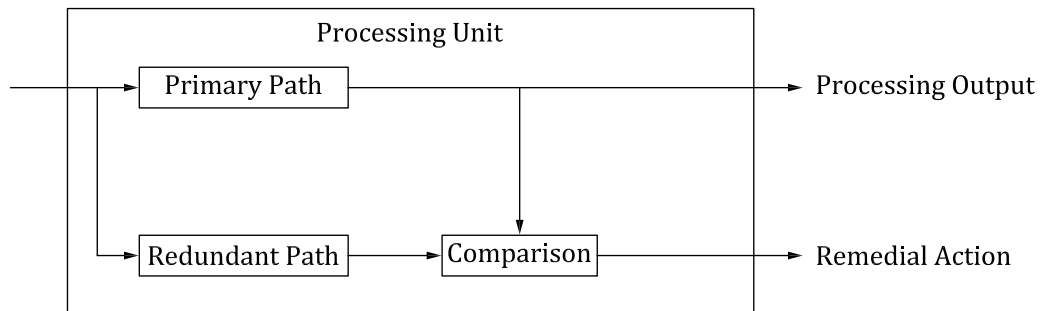 Processing Unit
Primary Path
Processing Output
Redundant Path
Comparison
Remedial Action